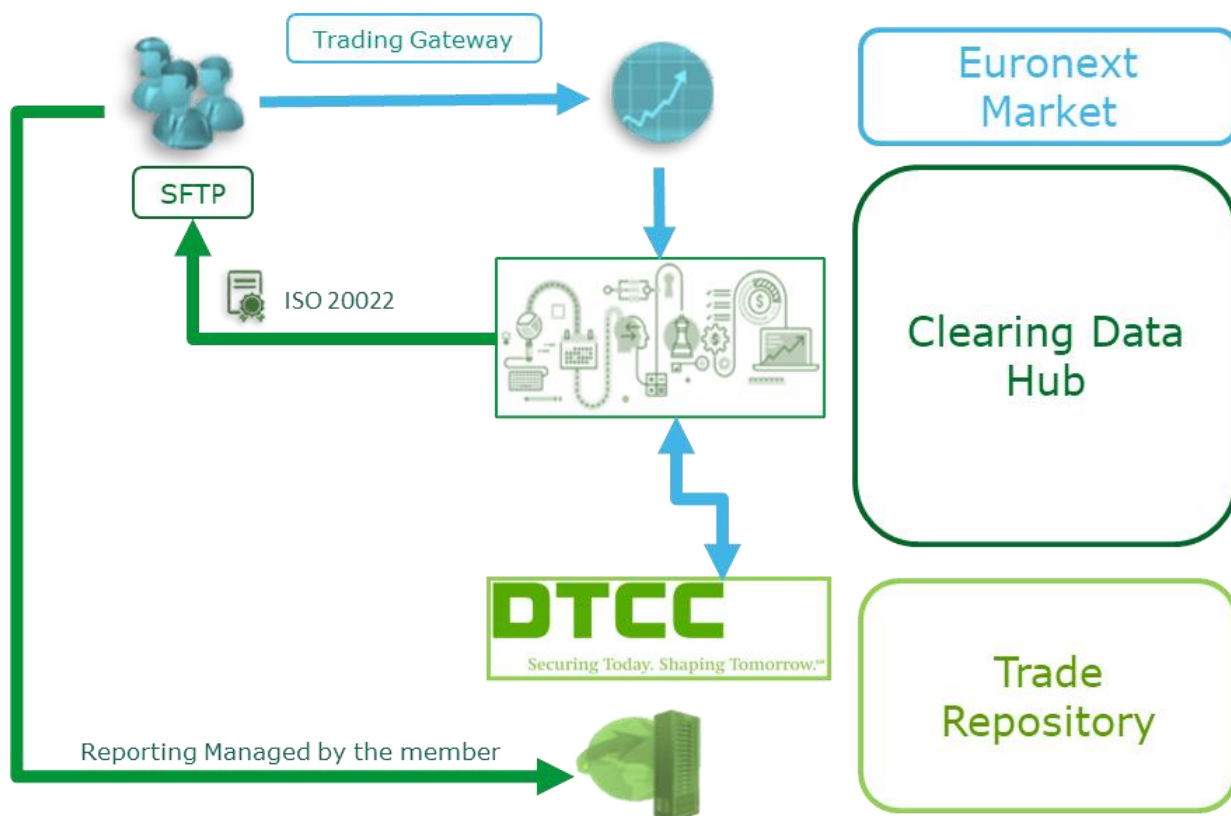 Trading Gateway
Euronext
Market
SFTP
ISO 20022
Clearing Data
Hub
DTCC
Securing Today. Shaping Tomorrow.℠
Trade
Repository
Reporting Managed by the member